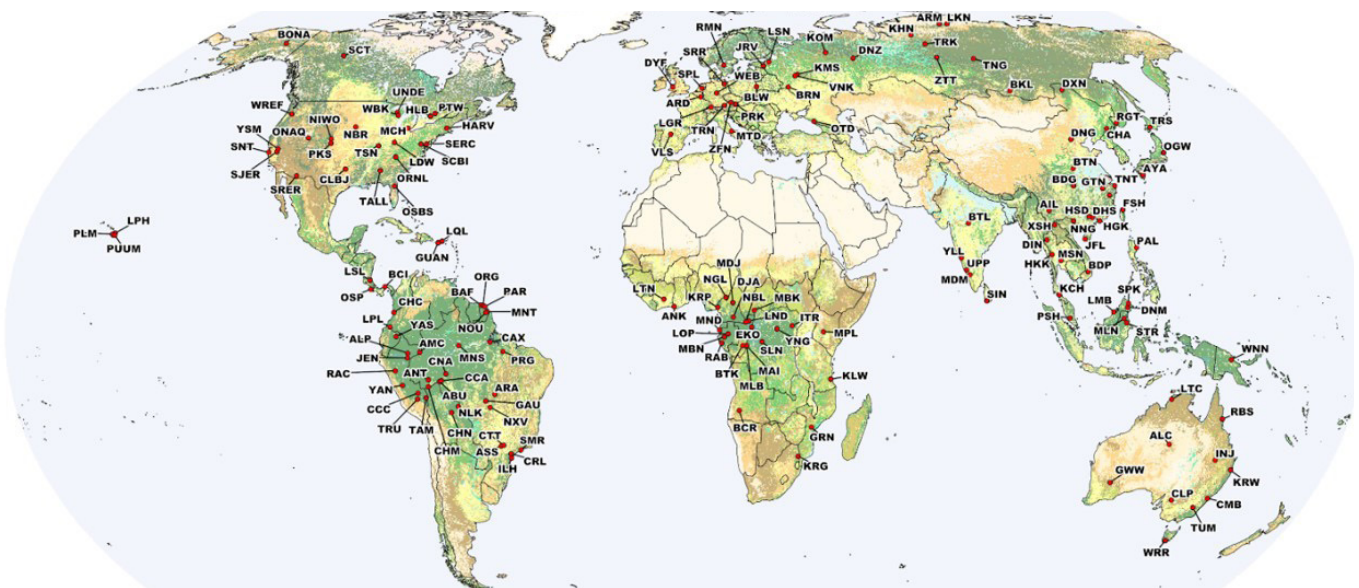 BONA
SCT
UNDE
WREF
WBK
HLB
PTW
NIWO
YSM
ONAQ
NBR
MCH
HARV
SNT
PKS
TSN
SERC
SCBI
SJER
LDW
SRER
CLBJ
ORNL
TALL
OSBS
LPH
PLM
PUUM
LQL
GUAN
LSL
BCI
OSP
ORG
BAF
PAR
CHC
MNT
LPL
YAS
NOU
ALP
AMC
CAX
JEN
CNA
MNS
PRG
RAC
ANT
CCA
YAN
ABU
ARA
GAU
CCC
NLK
NXV
TRU
TAM
CHN
CTT
SMR
CHM
ASS
CRL
ILH
RMN
LSN
SRR
JRV
KOM
DNZ
KHN
ARM
LKN
TRK
DYF
SPL
WEB
KMS
ZTT
TNG
ARD
BLW
BRN
VNK
BKL
DXN
LGR
PRK
TRN
MTD
OTD
VLS
ZFN
RGT
TRS
DNG
CHA
OGW
BTN
AYA
BDG
GTN
TNT
AIL
HSD
DHS
FSH
BTL
XSH
NNG
HGK
DIN
JFL
PAL
YLL
UPP
MSN
HKK
BDP
MDM
SIN
KCH
SPK
LMB
DNM
PSH
MLN
STR
WNN
MDJ
NGL
DJA
LTN
KRP
NBL
MBK
ANK
MND
LND
ITR
LOP
EKO
MPL
MBN
YNG
RAB
SLN
BTK
MAI
KLW
MLB
BCR
GRN
KRG
LTC
RBS
ALC
INJ
GWW
KRW
CLP
CMB
TUM
WRR